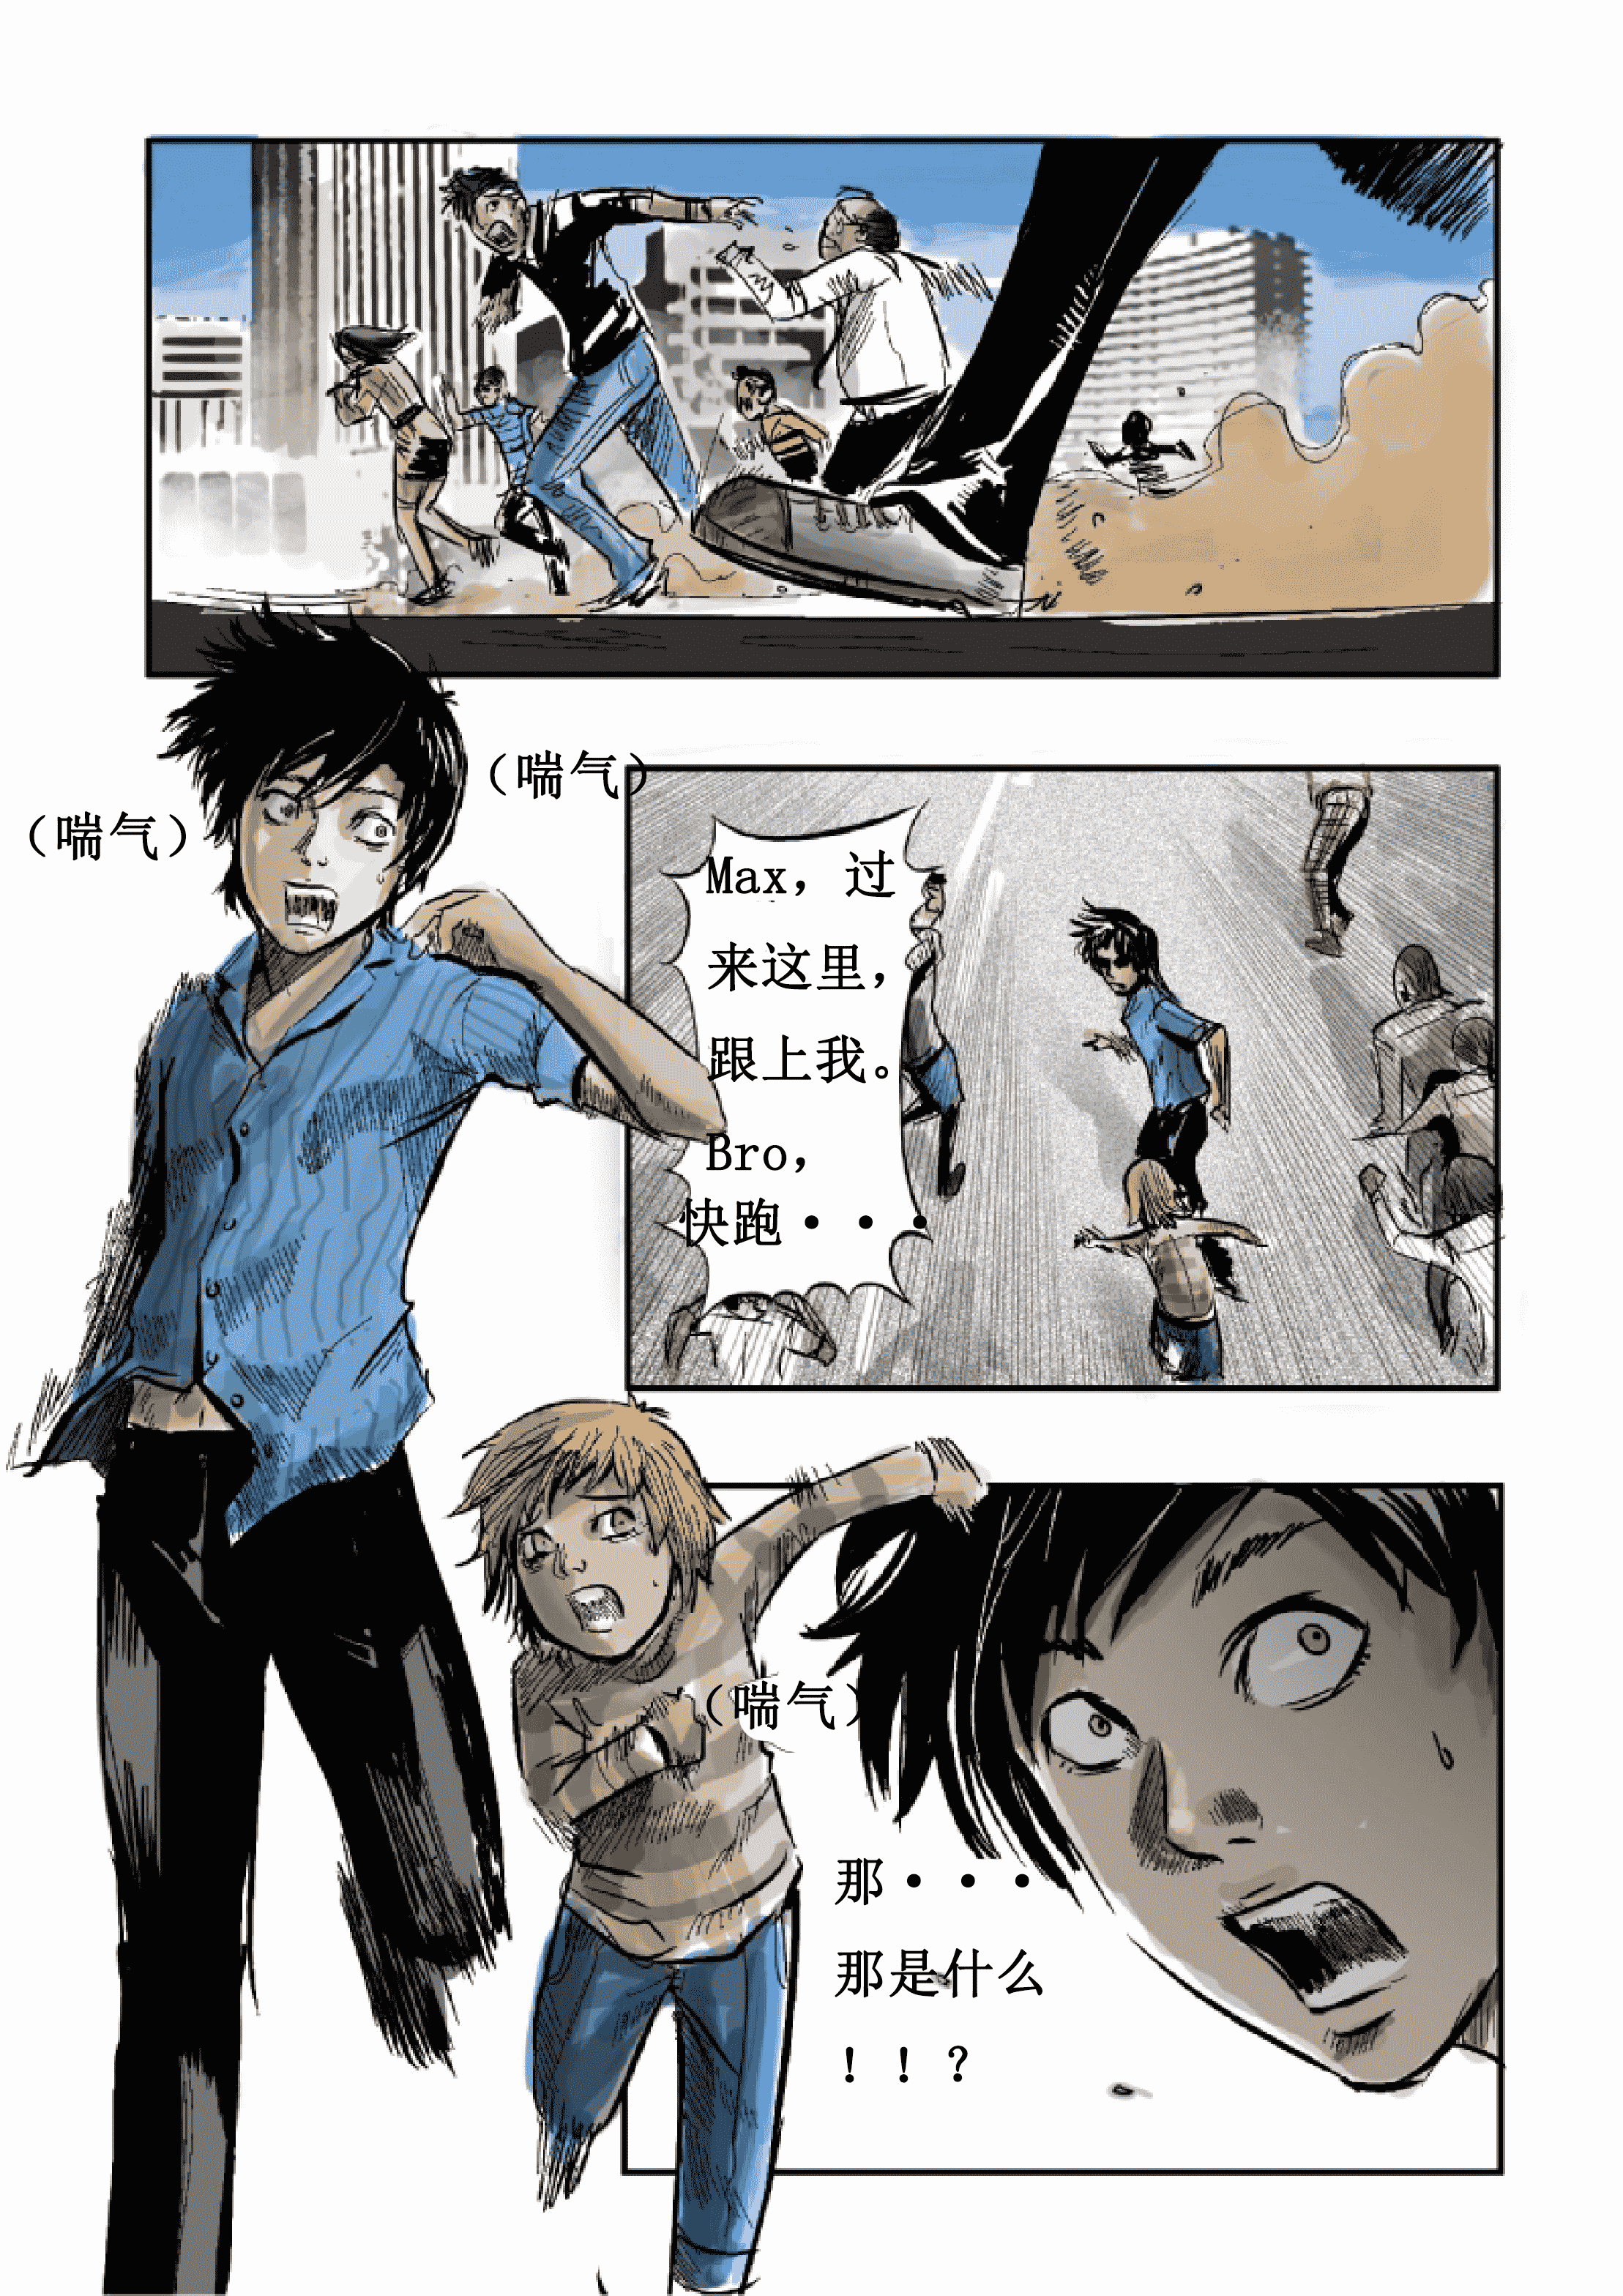 （喘气）
（喘气）
Max，过
来这里，
跟上我。
Bro，
快跑···
（喘气）
那···
那是什么
！！？